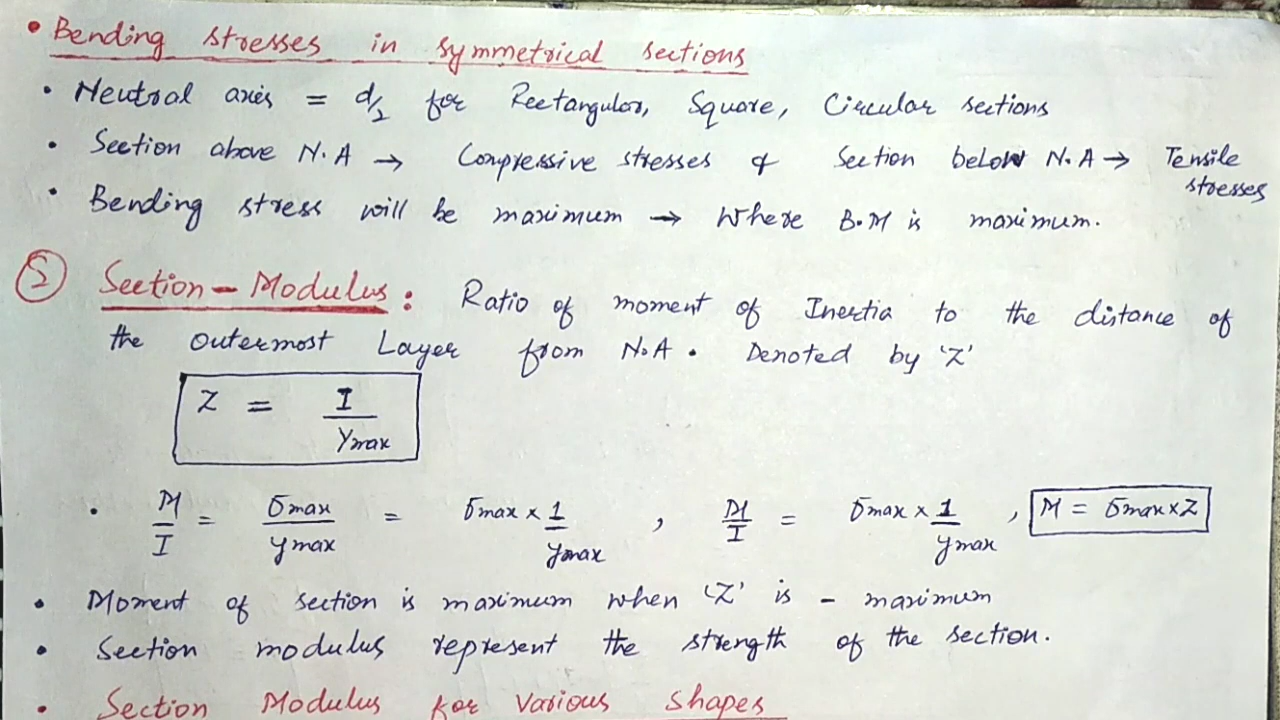 • Bending stresses in symmetrical sections
• Neutral axis = d/2 for Rectangular, Square, Circular sections
• Section above N.A → Compressive stresses & Section below N.A → Tensile stresses
• Bending stress will be maximum → Where B.M is maximum.
② Section - Modulus : Ratio of moment of Inertia to the distance of
the outermost Layer from N.A. Denoted by 'Z'
Z = I/Ymax
• M/I = σmax/ymax = σmax × 1/ymax , M/I = σmax × 1/ymax , M = σmax×Z
• Moment of section is maximum when 'Z' is - maximum
• Section modulus represent the strength of the section.
• Section Modulus for Various Shapes